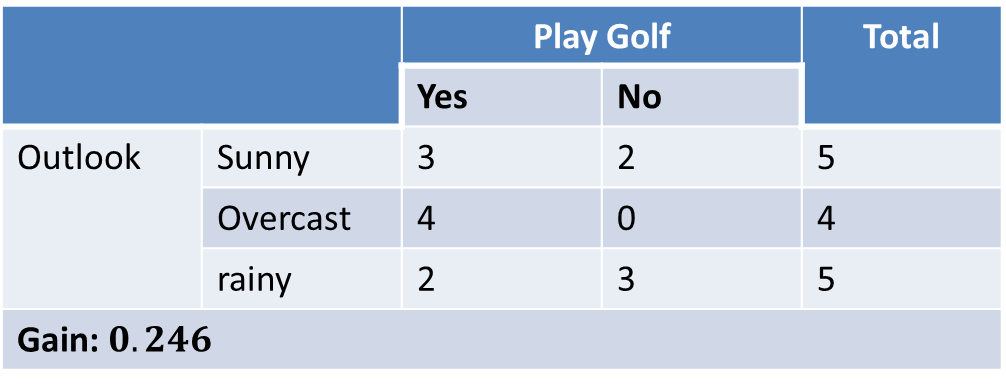 Play Golf Total
Yes No
Outlook Sunny 3 2 5
Overcast 4 0 4
rainy 2 3 5
Gain: 0.246